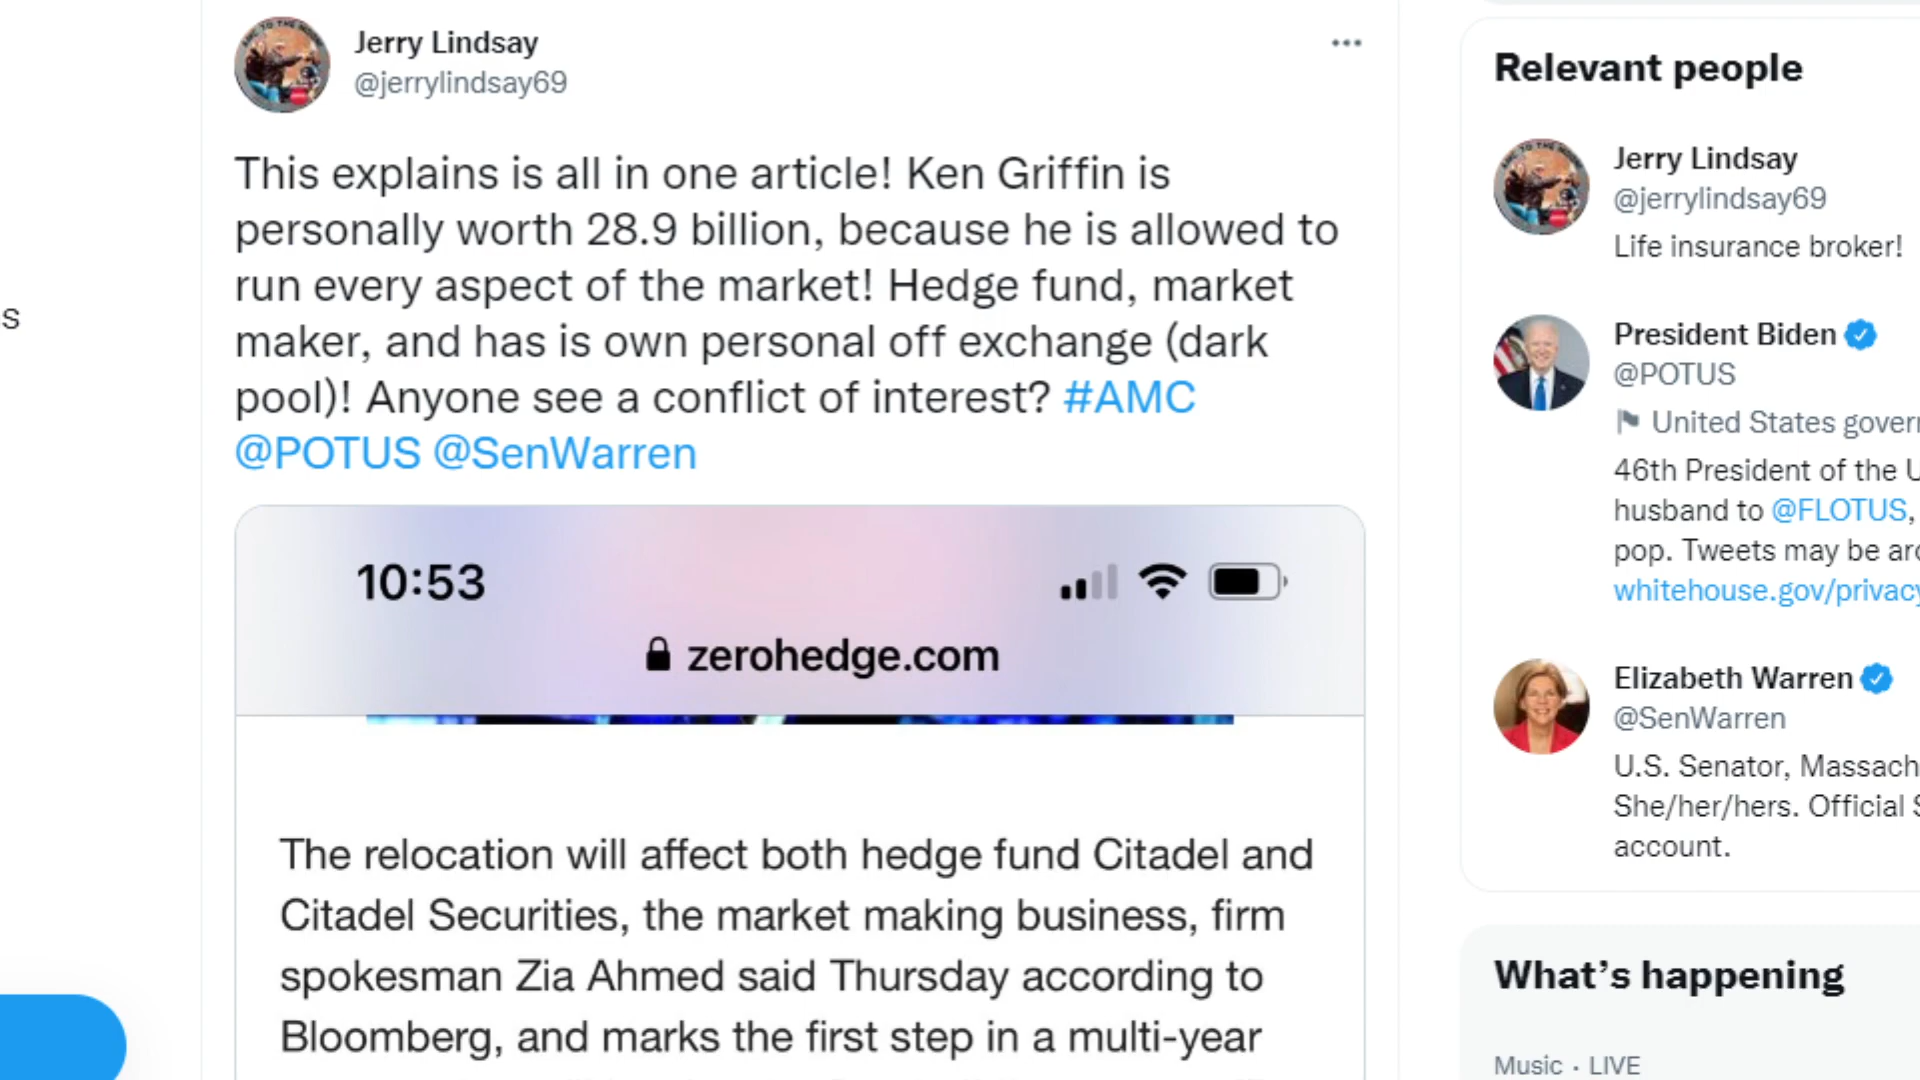 Jerry Lindsay
@jerrylindsay69
This explains is all in one article! Ken Griffin is
personally worth 28.9 billion, because he is allowed to
run every aspect of the market! Hedge fund, market
maker, and has is own personal off exchange (dark
pool)! Anyone see a conflict of interest? #AMC
@POTUS @SenWarren
10:53
zerohedge.com
The relocation will affect both hedge fund Citadel and
Citadel Securities, the market making business, firm
spokesman Zia Ahmed said Thursday according to
Bloomberg, and marks the first step in a multi-year
s
Relevant people
Jerry Lindsay
@jerrylindsay69
Life insurance broker!
President Biden
@POTUS
United States govern
46th President of the U
husband to @FLOTUS,
pop. Tweets may be arc
whitehouse.gov/privacy
Elizabeth Warren
@SenWarren
U.S. Senator, Massach
She/her/hers. Official S
account.
What's happening
Music · LIVE